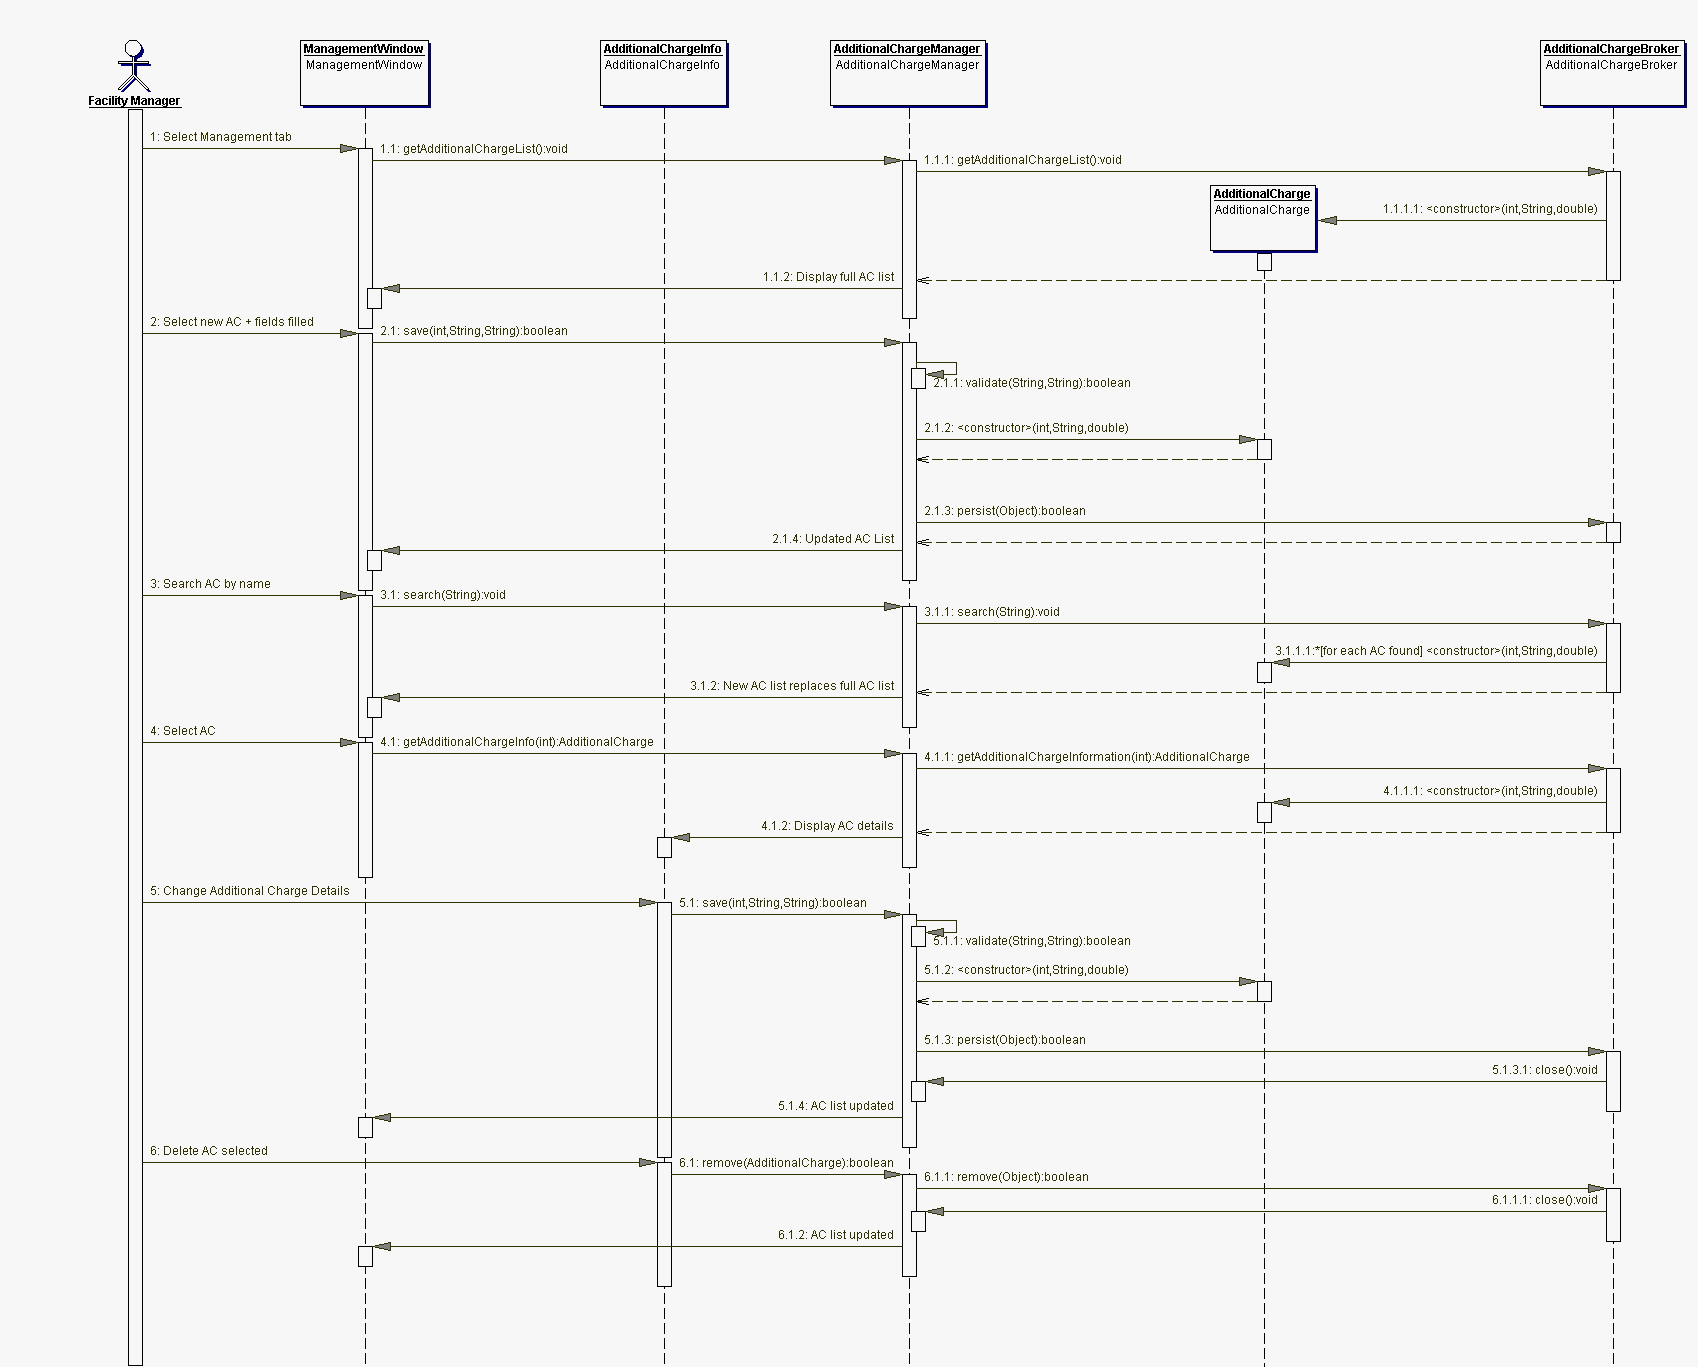 ManagementWindow
ManagementWindow
AdditionalChargeInfo
AdditionalChargeInfo
AdditionalChargeManager
AdditionalChargeManager
AdditionalChargeBroker
AdditionalChargeBroker
Facility Manager
1: Select Management tab
1.1: getAdditionalChargeList():void
1.1.1: getAdditionalChargeList():void
AdditionalCharge
AdditionalCharge
1.1.1.1: <constructor>(int,String,double)
1.1.2: Display full AC list
2: Select new AC + fields filled
2.1: save(int,String,String):boolean
2.1.1: validate(String,String):boolean
2.1.2: <constructor>(int,String,double)
2.1.3: persist(Object):boolean
2.1.4: Updated AC List
3: Search AC by name
3.1: search(String):void
3.1.1: search(String):void
3.1.1.1:*[for each AC found] <constructor>(int,String,double)
3.1.2: New AC list replaces full AC list
4: Select AC
4.1: getAdditionalChargeInfo(int):AdditionalCharge
4.1.1: getAdditionalChargeInformation(int):AdditionalCharge
4.1.1.1: <constructor>(int,String,double)
4.1.2: Display AC details
5: Change Additional Charge Details
5.1: save(int,String,String):boolean
5.1.1: validate(String,String):boolean
5.1.2: <constructor>(int,String,double)
5.1.3: persist(Object):boolean
5.1.3.1: close():void
5.1.4: AC list updated
6: Delete AC selected
6.1: remove(AdditionalCharge):boolean
6.1.1: remove(Object):boolean
6.1.1.1: close():void
6.1.2: AC list updated